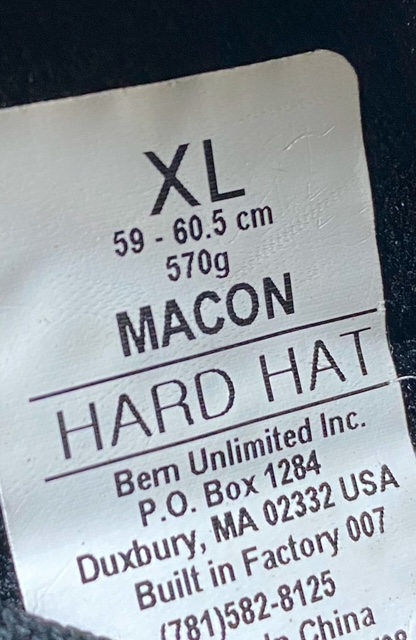 XL
59 - 60.5 cm
570g
MACON
HARD HAT
Bern Unlimited Inc.
P.O. Box 1284
Duxbury, MA 02332 USA
Built in Factory 007
(781)582-8125
China